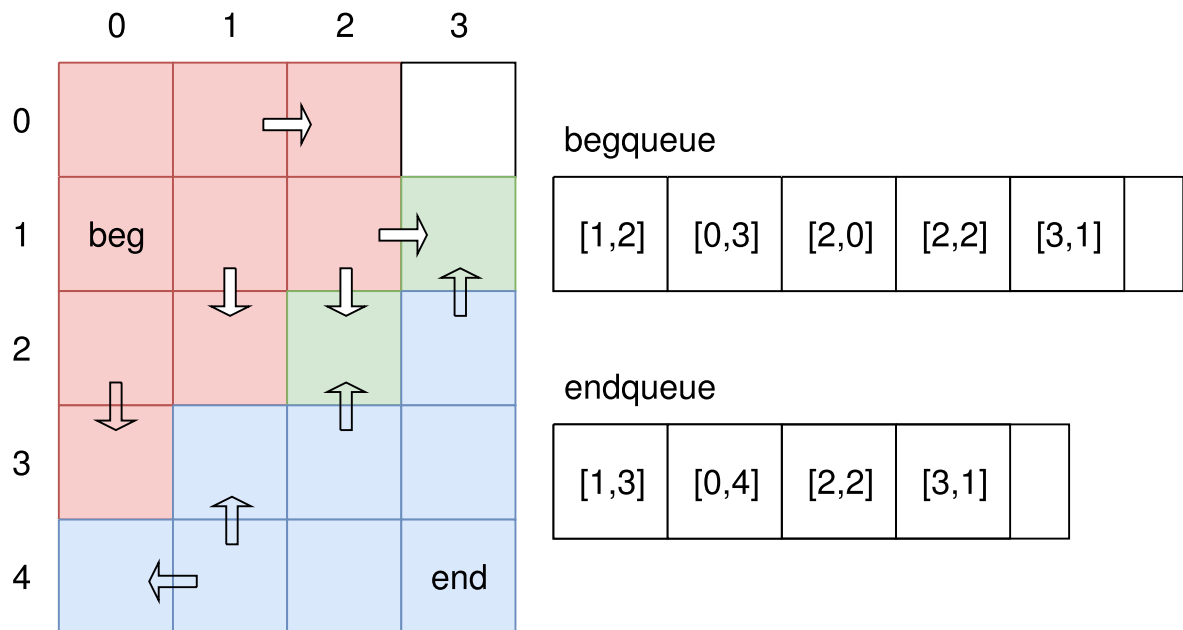 0 1 2 3
0
begqueue
1 beg [1,2] [0,3] [2,0] [2,2] [3,1]
2
endqueue
3 [1,3] [0,4] [2,2] [3,1]
4 end